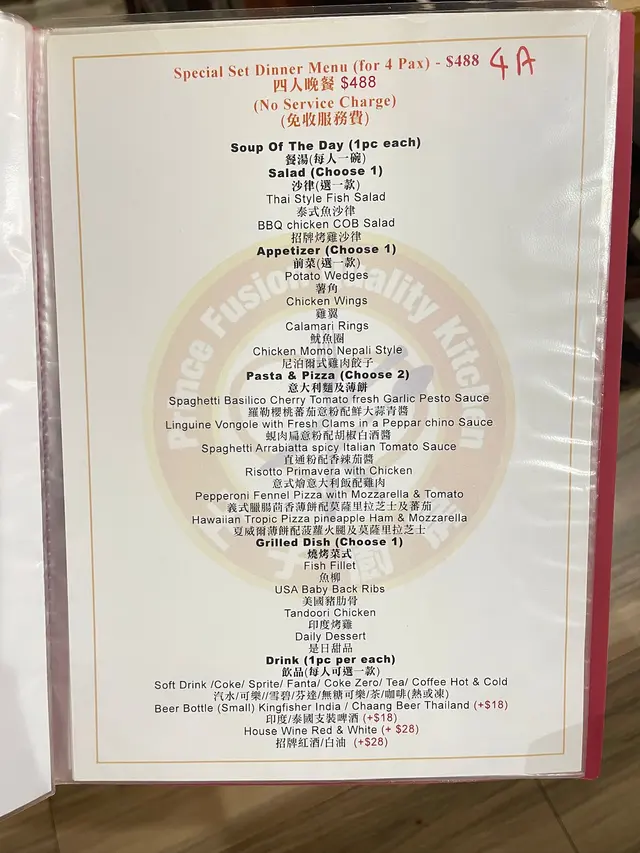 Special Set Dinner Menu (for 4 Pax) - $488 4A
四人晚餐 $488
(No Service Charge)
(免收服務費)
Soup Of The Day (1pc each)
餐湯(每人一碗)
Salad (Choose 1)
沙律(選一款)
Thai Style Fish Salad
泰式魚沙律
BBQ chicken COB Salad
招牌烤雞沙律
Appetizer (Choose 1)
前菜(選一款)
Potato Wedges
薯角
Chicken Wings
雞翼
Calamari Rings
魷魚圈
Chicken Momo Nepali Style
尼泊爾式雞肉餃子
Pasta & Pizza (Choose 2)
意大利麵及薄餅
Spaghetti Basilico Cherry Tomato fresh Garlic Pesto Sauce
羅勒櫻桃蕃茄意粉配鮮大蒜青醬
Linguine Vongole with Fresh Clams in a Peppar chino Sauce
蜆肉扁意粉配胡椒白酒醬
Spaghetti Arrabiatta spicy Italian Tomato Sauce
直通粉配香辣茄醬
Risotto Primavera with Chicken
意式燴意大利飯配雞肉
Pepperoni Fennel Pizza with Mozzarella & Tomato
義式臘腸茴香薄餅配莫薩里拉芝士及蕃茄
Hawaiian Tropic Pizza pineapple Ham & Mozzarella
夏威爾薄餅配菠蘿火腿及莫薩里拉芝士
Grilled Dish (Choose 1)
燒烤菜式
Fish Fillet
魚柳
USA Baby Back Ribs
美國豬肋骨
Tandoori Chicken
印度烤雞
Daily Dessert
是日甜品
Drink (1pc per each)
飲品(每人可選一款)
Soft Drink /Coke/ Sprite/ Fanta/ Coke Zero/ Tea/ Coffee Hot & Cold
汽水/可樂//雪碧/芬達/無糖可樂/茶/咖啡(熱或凍)
Beer Bottle (Small) Kingfisher India / Chaang Beer Thailand (+$18)
印度/泰國支裝啤酒 (+$18)
House Wine Red & White (+ $28)
招牌紅酒/白油 (+$28)
Prince Fusion Quality Kitchen